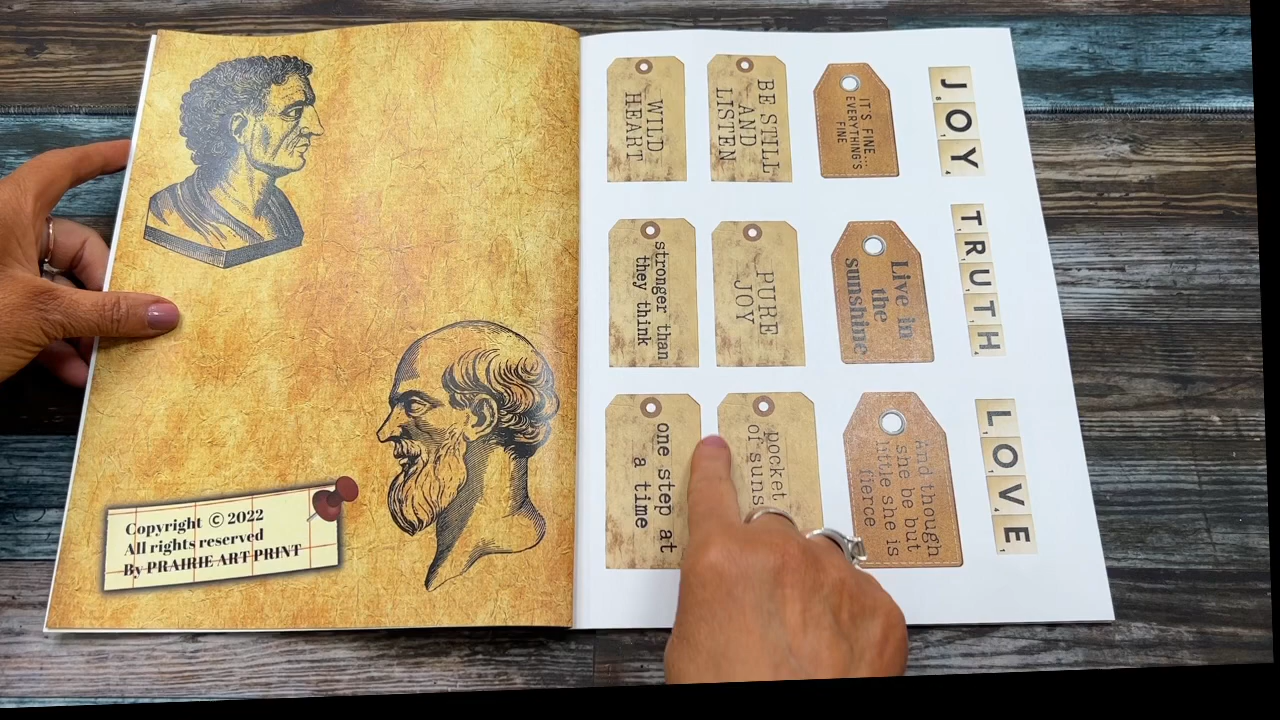 Copyright © 2022
All rights reserved
By PRAIRIE ART PRINT
WILD
HEART
BE STILL
AND
LISTEN
IT'S FINE...
EVERYTHING'S
FINE
JOY
stronger than
they think
PURE
JOY
Live in
the
sunshine
TRUTH
one step at
a time
pocket
of
And though
she be but
little she is
fierce
LOVE